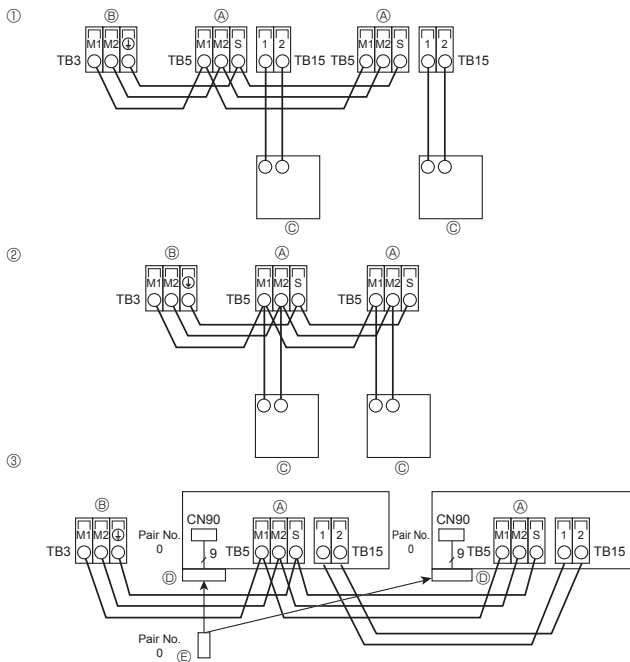 ①
Ⓑ Ⓐ Ⓐ
M1 M2 ⏚ M1 M2 S 1 2 M1 M2 S 1 2
TB3 TB5 TB15 TB5 TB15
Ⓒ Ⓒ
②
Ⓑ Ⓐ Ⓐ
M1 M2 ⏚ M1 M2 S M1 M2 S
TB3 TB5 TB5
Ⓒ Ⓒ
③
Ⓑ Ⓐ Ⓐ
CN90 CN90
M1 M2 ⏚ Pair No. 0 M1 M2 S 1 2 Pair No. 0 M1 M2 S 1 2
TB3 9 TB5 TB15 9 TB5 TB15
Ⓓ Ⓓ
Pair No.
0 Ⓔ